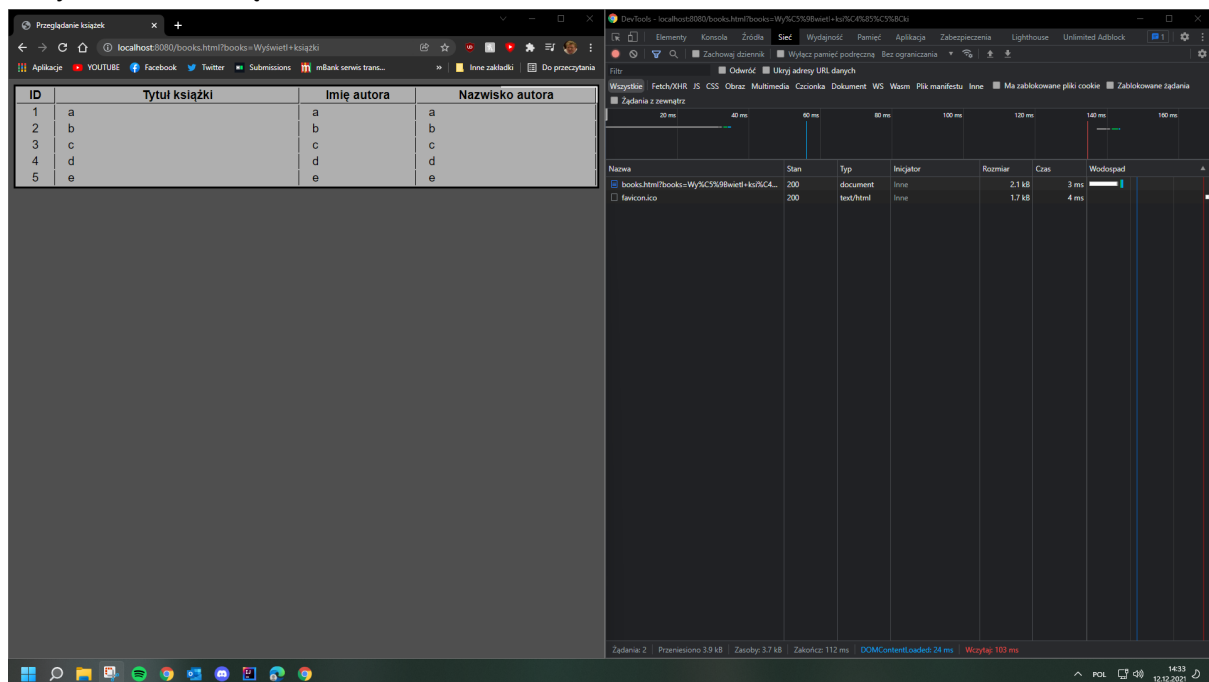 Przeglądanie książek
localhost:8080/books.html?books=Wyświetl+książki
Aplikacje YOUTUBE Facebook Twitter Submissions mBank serwis trans... » Inne zakładki Do przeczytania
ID Tytuł książki Imię autora Nazwisko autora
1 a a a
2 b b b
3 c c c
4 d d d
5 e e e
DevTools - localhost:8080/books.html?books=Wy%C5%9Bwietl+ksi%C4%85%C5%BCki
Elementy Konsola Źródła Sieć Wydajność Pamięć Aplikacja Zabezpieczenia Lighthouse Unlimited Adblock 1
Zachowaj dziennik Wyłącz pamięć podręczną Bez ograniczania
Filtr Odwróć Ukryj adresy URL danych
Wszystkie Fetch/XHR JS CSS Obraz Multimedia Czcionka Dokument WS Wasm Plik manifestu Inne Ma zablokowane pliki cookie Zablokowane żądania
Żądania z zewnątrz
20 ms 40 ms 60 ms 80 ms 100 ms 120 ms 140 ms 160 ms
Nazwa Stan Typ Inicjator Rozmiar Czas Wodospad
books.html?books=Wy%C5%9Bwietl+ksi%C4... 200 document Inne 2.1 kB 3 ms
favicon.ico 200 text/html Inne 1.7 kB 4 ms
Żądania: 2 Przeniesiono 3.9 kB Zasoby: 3.7 kB Zakończ: 112 ms DOMContentLoaded: 24 ms Wczytaj: 103 ms
POL 14:33
12.12.2021